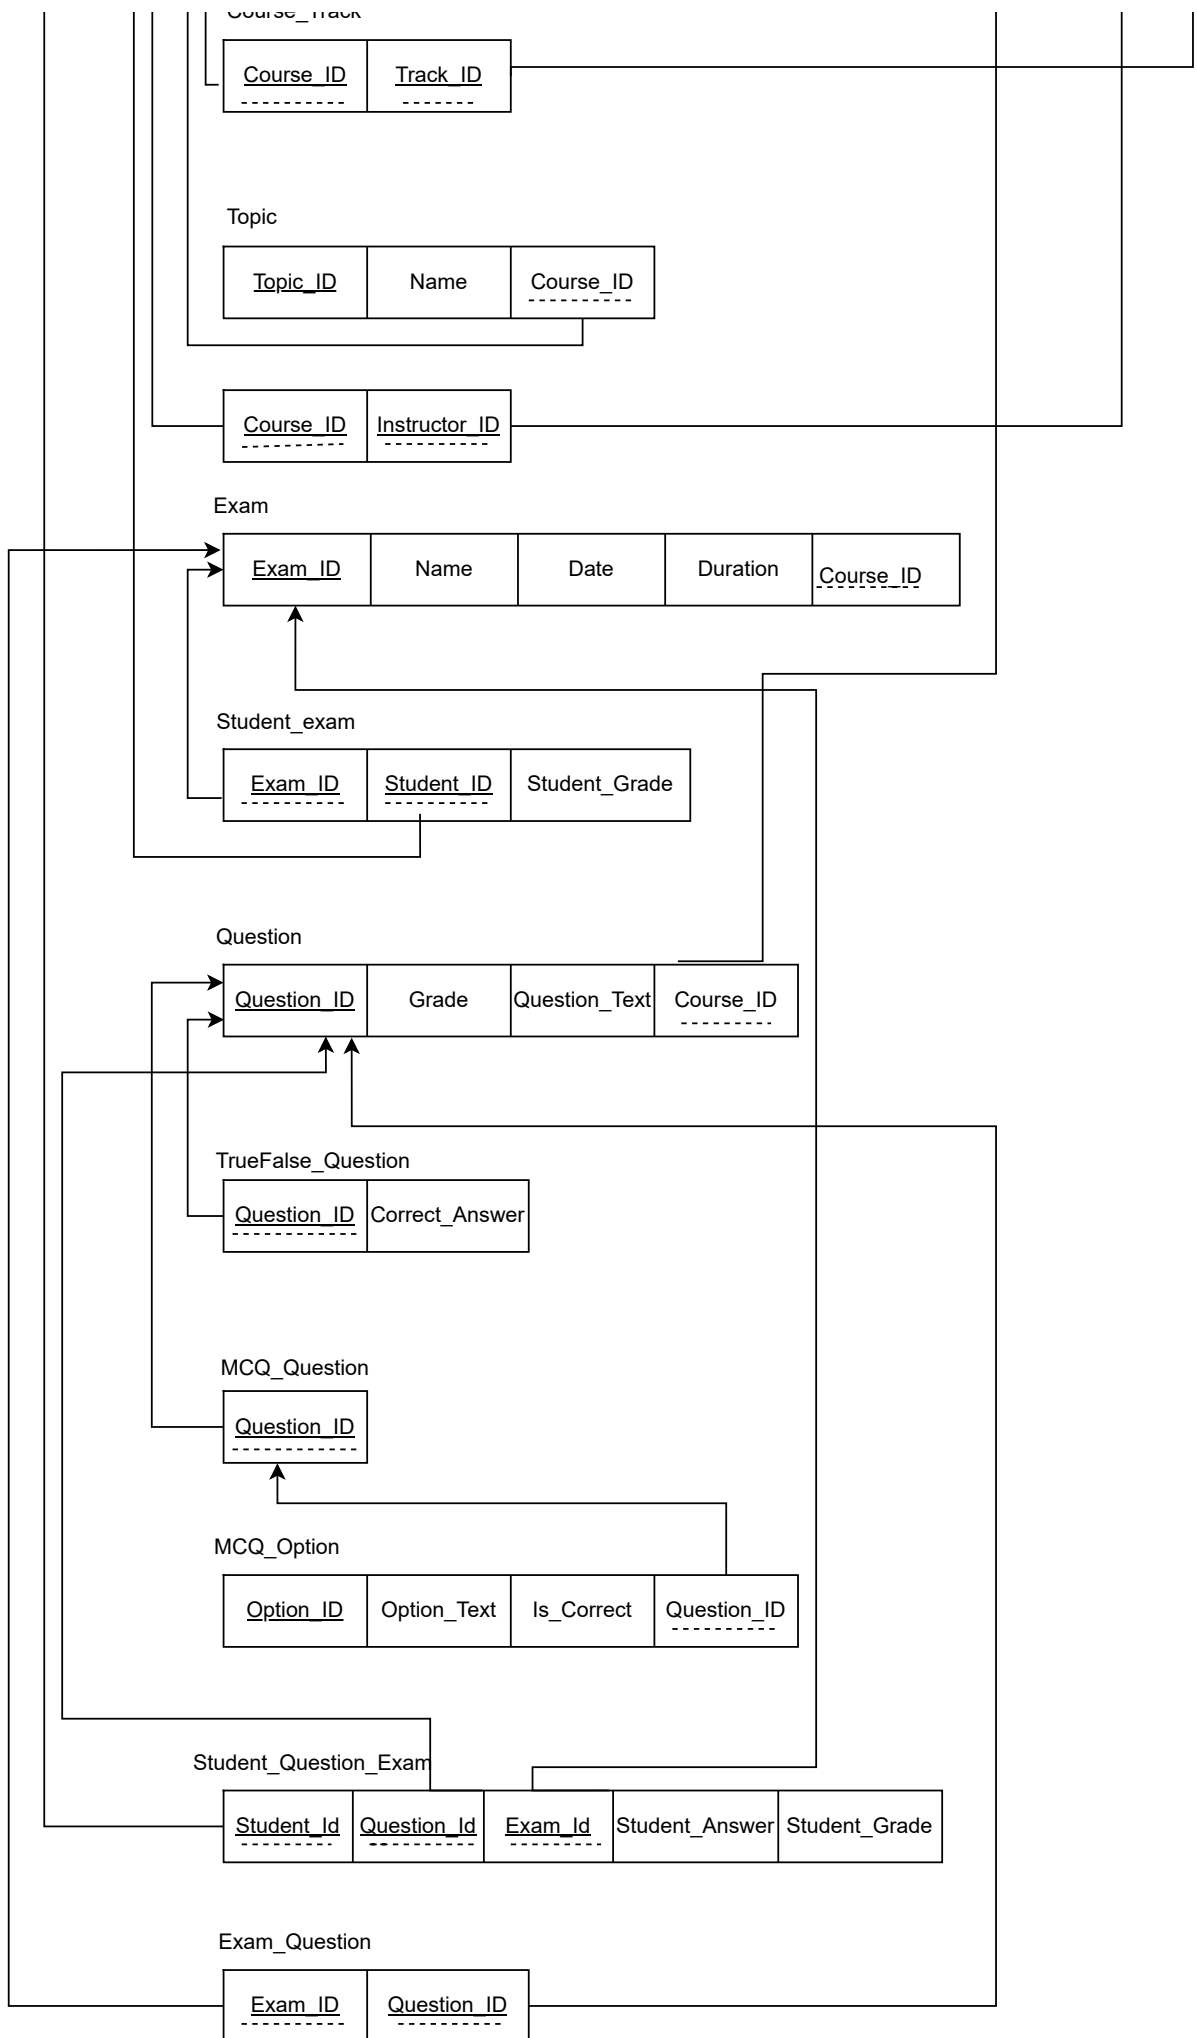 Course_Track
Course_ID Track_ID
Topic
Topic_ID Name Course_ID
Course_ID Instructor_ID
Exam
Exam_ID Name Date Duration Course_ID
Student_exam
Exam_ID Student_ID Student_Grade
Question
Question_ID Grade Question_Text Course_ID
TrueFalse_Question
Question_ID Correct_Answer
MCQ_Question
Question_ID
MCQ_Option
Option_ID Option_Text Is_Correct Question_ID
Student_Question_Exam
Student_Id Question_Id Exam_Id Student_Answer Student_Grade
Exam_Question
Exam_ID Question_ID